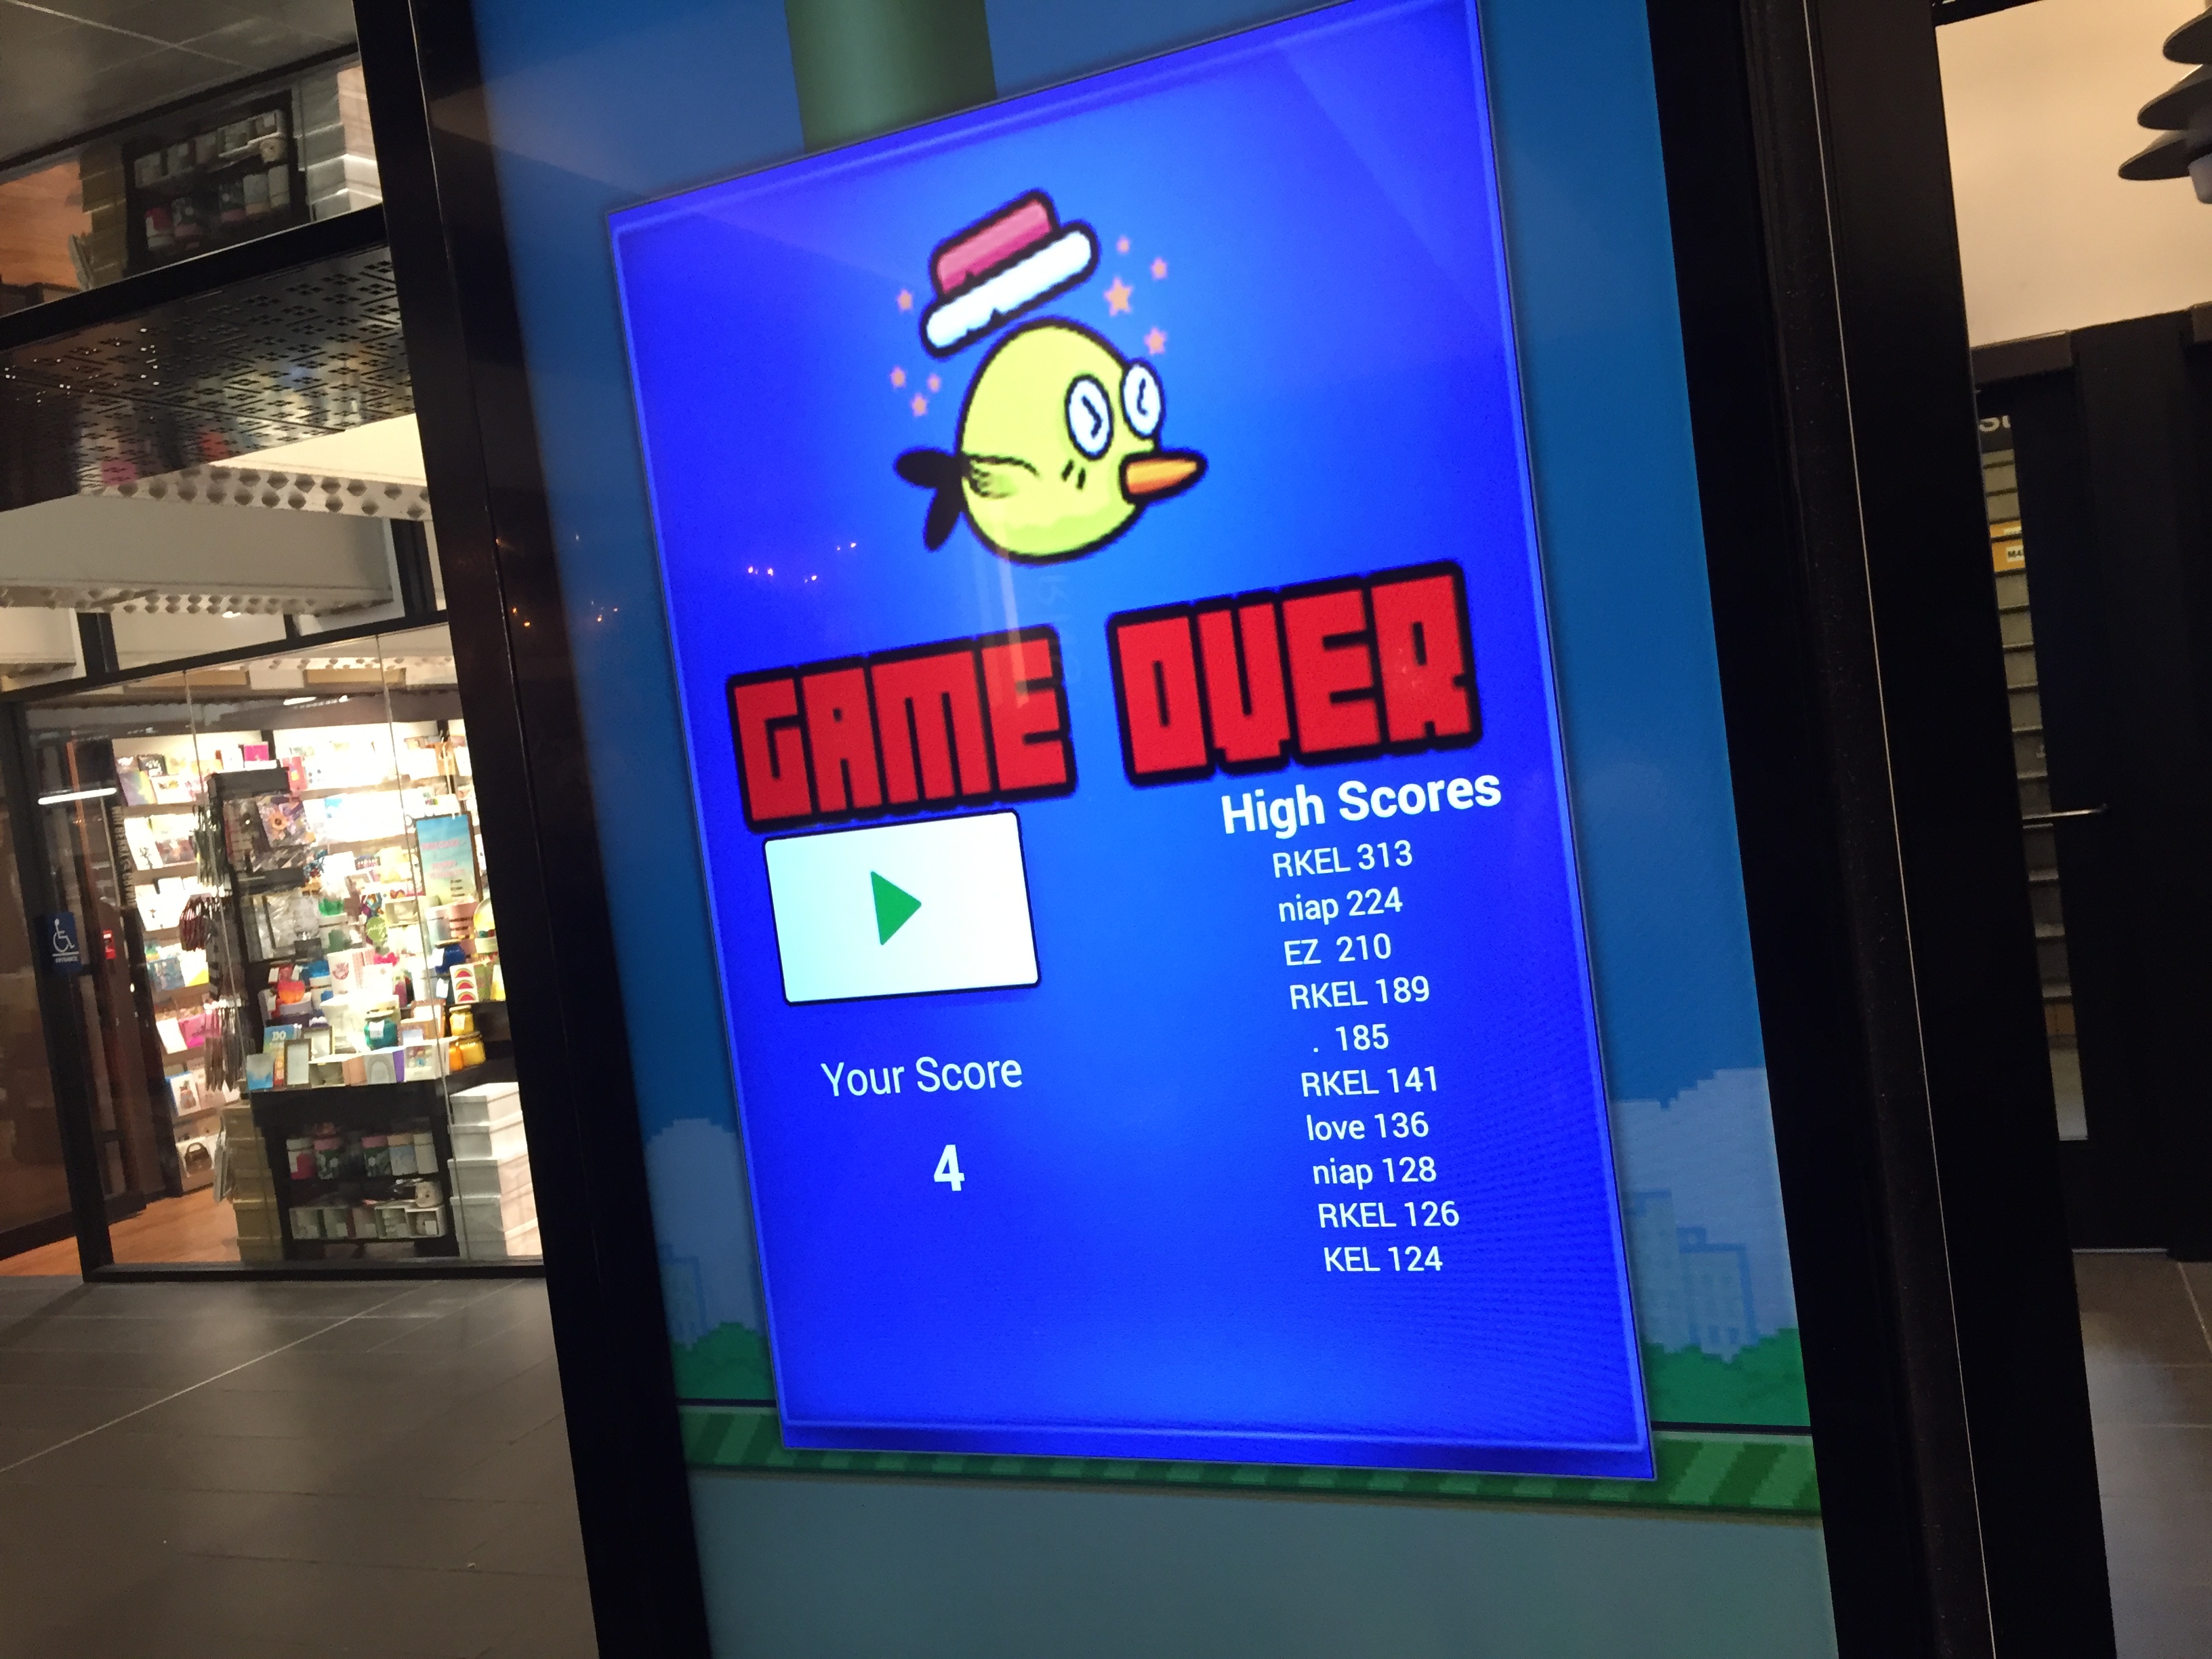 GAME OVER
High Scores
RKEL 313
niap 224
EZ 210
RKEL 189
. 185
RKEL 141
love 136
niap 128
RKEL 126
KEL 124
Your Score
4